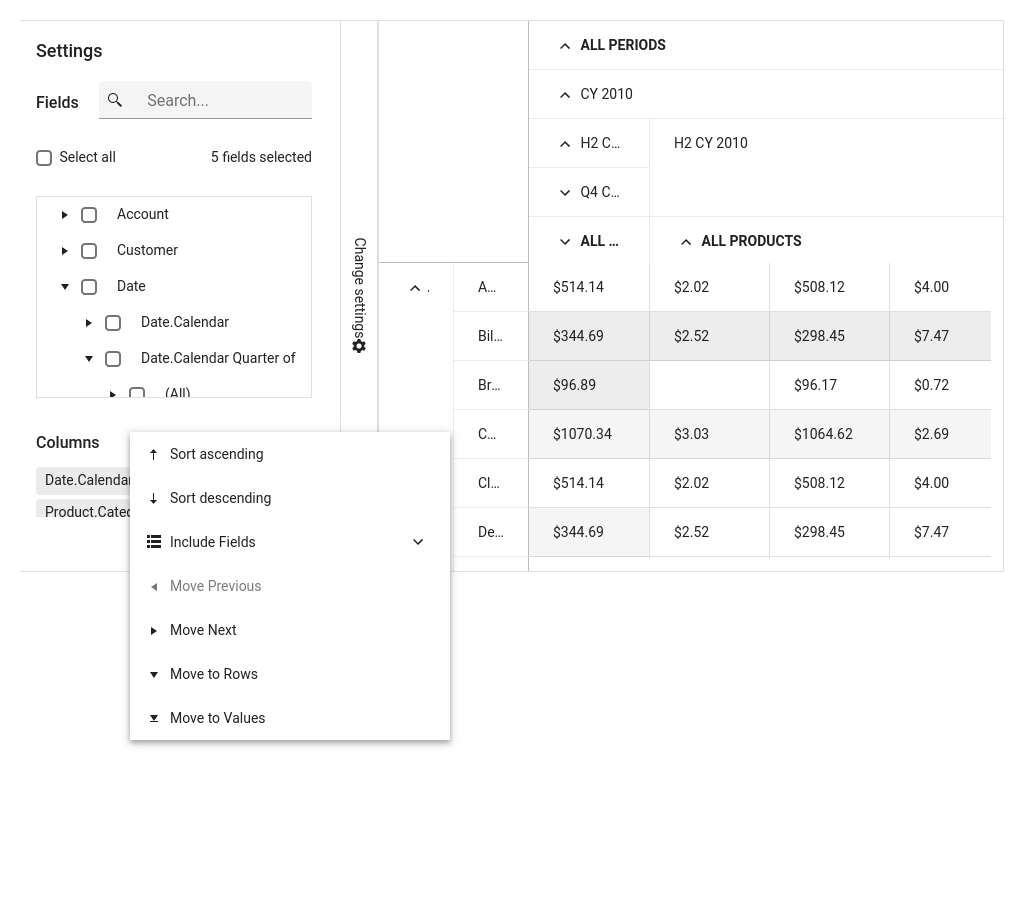 Settings
Fields
Search...
Select all
5 fields selected
Account
Customer
Date
Date.Calendar
Date.Calendar Quarter of
(All)
Columns
Date.Calendar
Product.Categ
Sort ascending
Sort descending
Include Fields
Move Previous
Move Next
Move to Rows
Move to Values
Change settings
ALL PERIODS
CY 2010
H2 C… H2 CY 2010
Q4 C…
ALL … ALL PRODUCTS
. A… $514.14 $2.02 $508.12 $4.00
Bil… $344.69 $2.52 $298.45 $7.47
Br… $96.89 $96.17 $0.72
C… $1070.34 $3.03 $1064.62 $2.69
Cl… $514.14 $2.02 $508.12 $4.00
De… $344.69 $2.52 $298.45 $7.47